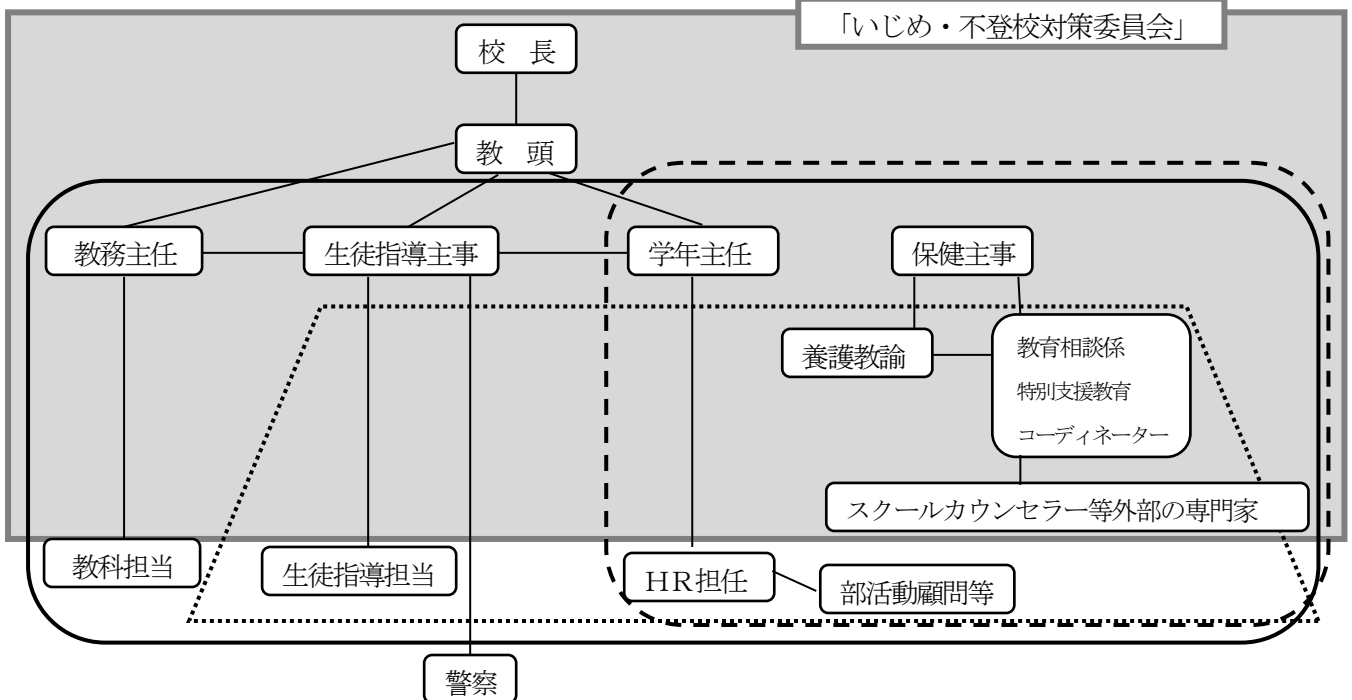 「いじめ・不登校対策委員会」
校　長
教　頭
教務主任
生徒指導主事
学年主任
保健主事
養護教諭
教育相談係
特別支援教育
コーディネーター
スクールカウンセラー等外部の専門家
教科担当
生徒指導担当
ＨＲ担任
部活動顧問等
警察